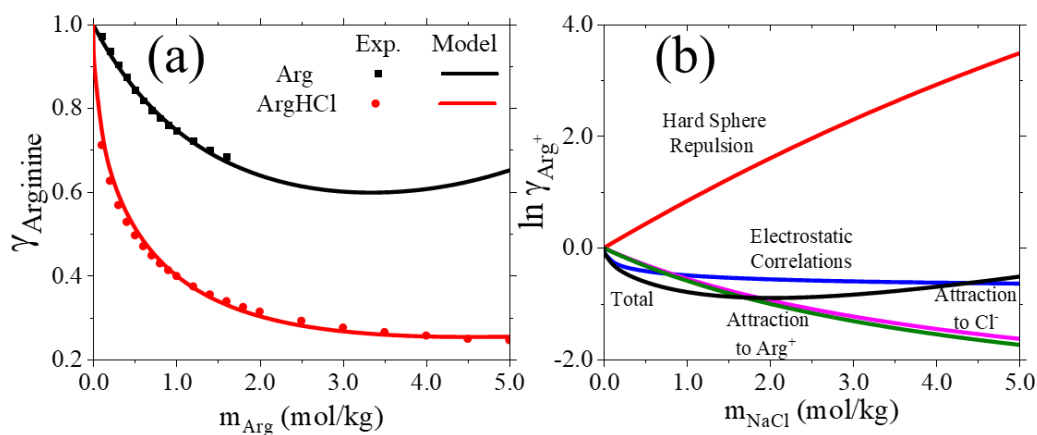 (a)
Exp. Model
Arg
ArgHCl
1.0
0.8
0.6
0.4
0.2
γArginine
0.0 1.0 2.0 3.0 4.0 5.0
mArg (mol/kg)
(b)
Hard Sphere
Repulsion
Electrostatic
Correlations
Total
Attraction
to Arg+
Attraction
to Cl-
4.0
2.0
0.0
-2.0
ln γArg+
0.0 1.0 2.0 3.0 4.0 5.0
mNaCl (mol/kg)